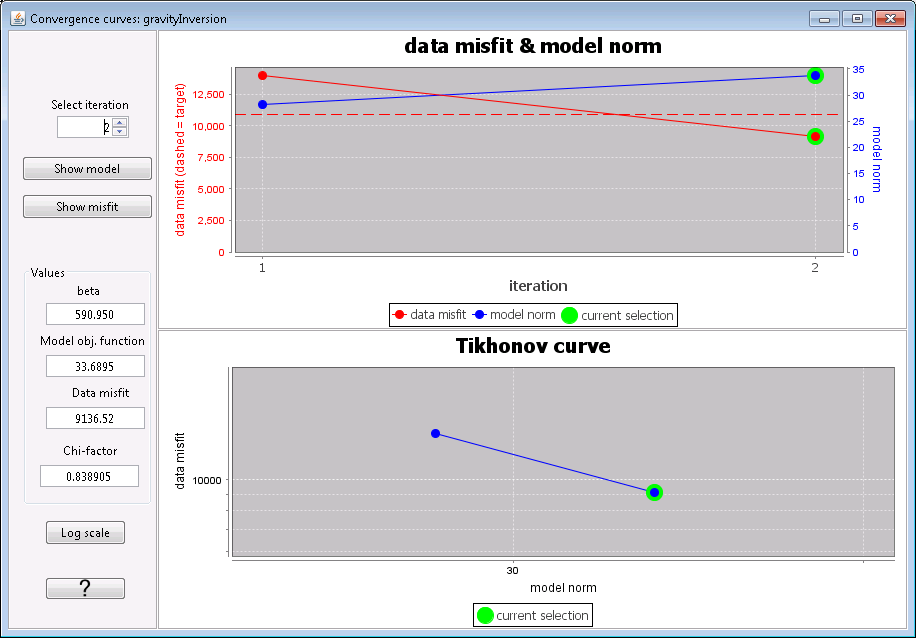 Convergence curves: gravityInversion
Select iteration
2
Show model
Show misfit
Values
beta
590.950
Model obj. function
33.6895
Data misfit
9136.52
Chi-factor
0.838905
Log scale
?
data misfit & model norm
data misfit (dashed = target)
12,500
10,000
7,500
5,000
2,500
0
35
30
25
20
15
10
5
0
model norm
1 2
iteration
data misfit model norm current selection
Tikhonov curve
data misfit
10000
30
model norm
current selection